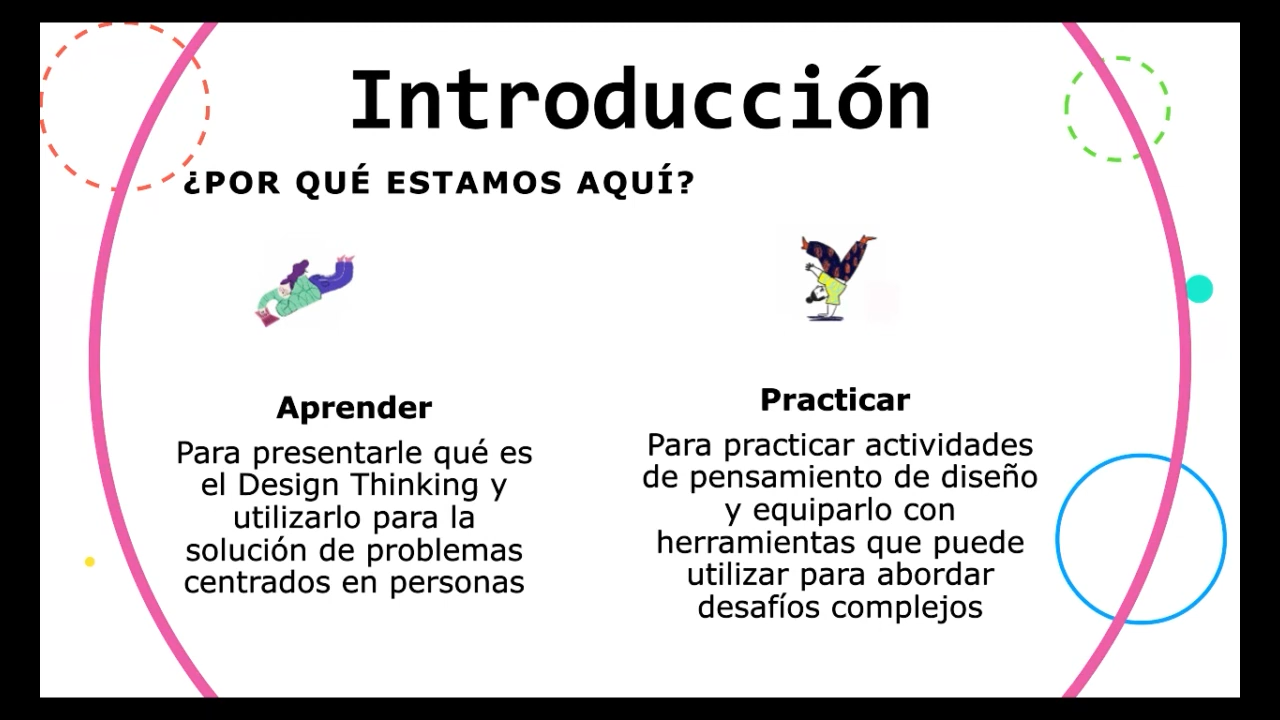 Introducción
¿POR QUÉ ESTAMOS AQUÍ?
Aprender
Para presentarle qué es
el Design Thinking y
utilizarlo para la
solución de problemas
centrados en personas
Practicar
Para practicar actividades
de pensamiento de diseño
y equiparlo con
herramientas que puede
utilizar para abordar
desafíos complejos